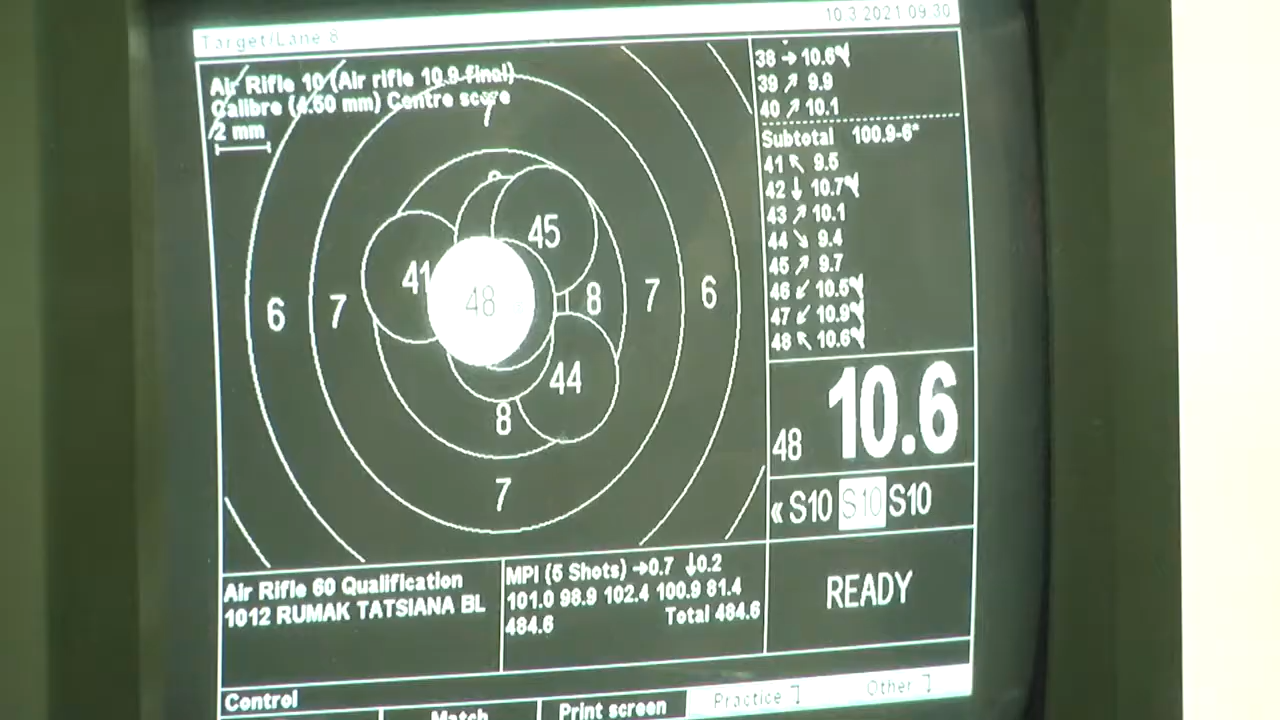 10.3.2021 09:30
Target/Lane 8
Air Rifle 10 (Air rifle 10.9 final)
Calibre (4.50 mm) Centre score
2 mm
7
45
41
48
8
7
6
6
7
44
8
7
38 → 10.6*
39 ↗ 9.9
40 ↗ 10.1
Subtotal 100.9-6*
41 ↖ 9.5
42 ↓ 10.7*
43 ↗ 10.1
44 ↘ 9.4
45 ↗ 9.7
46 ↙ 10.5*
47 ↙ 10.9*
48 ↖ 10.6*
48 10.6
« S10 S10 S10
READY
Air Rifle 60 Qualification
1012 RUMAK TATSIANA BL
484.6
MPI (5 Shots) →0.7 ↓0.2
101.0 98.9 102.4 100.9 81.4
Total 484.6
Control
Match
Print screen
Practice
Other